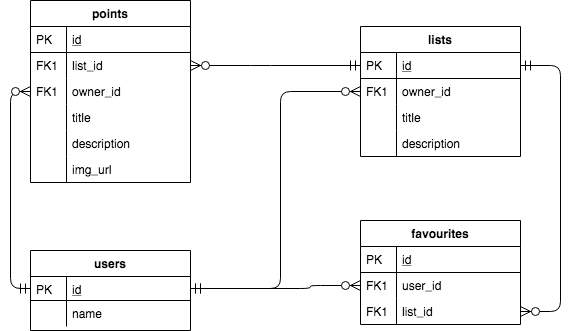 points
PK id
FK1 list_id
FK1 owner_id
title
description
img_url
lists
PK id
FK1 owner_id
title
description
users
PK id
name
favourites
PK id
FK1 user_id
FK1 list_id